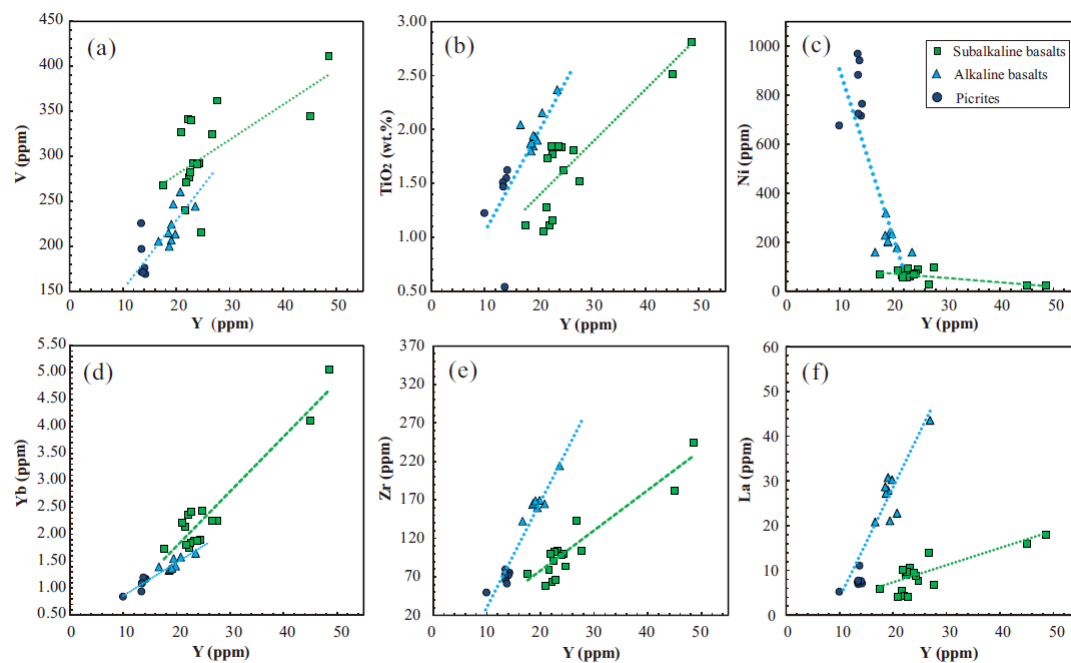 (a)
450
400
350
300
250
200
150
V (ppm)
0 10 20 30 40 50
Y (ppm)
(b)
3.00
2.50
2.00
1.50
1.00
0.50
TiO₂ (wt.%)
0 10 20 30 40 50
Y (ppm)
(c)
1000
800
600
400
200
0
Ni (ppm)
0 10 20 30 40 50
Y (ppm)
Subalkaline basalts
Alkaline basalts
Picrites
(d)
5.50
5.00
4.50
4.00
3.50
3.00
2.50
2.00
1.50
1.00
0.50
Yb (ppm)
0 10 20 30 40 50
Y (ppm)
(e)
370
320
270
220
170
120
70
20
Zr (ppm)
0 10 20 30 40 50
Y (ppm)
(f)
60
50
40
30
20
10
0
La (ppm)
0 10 20 30 40 50
Y (ppm)